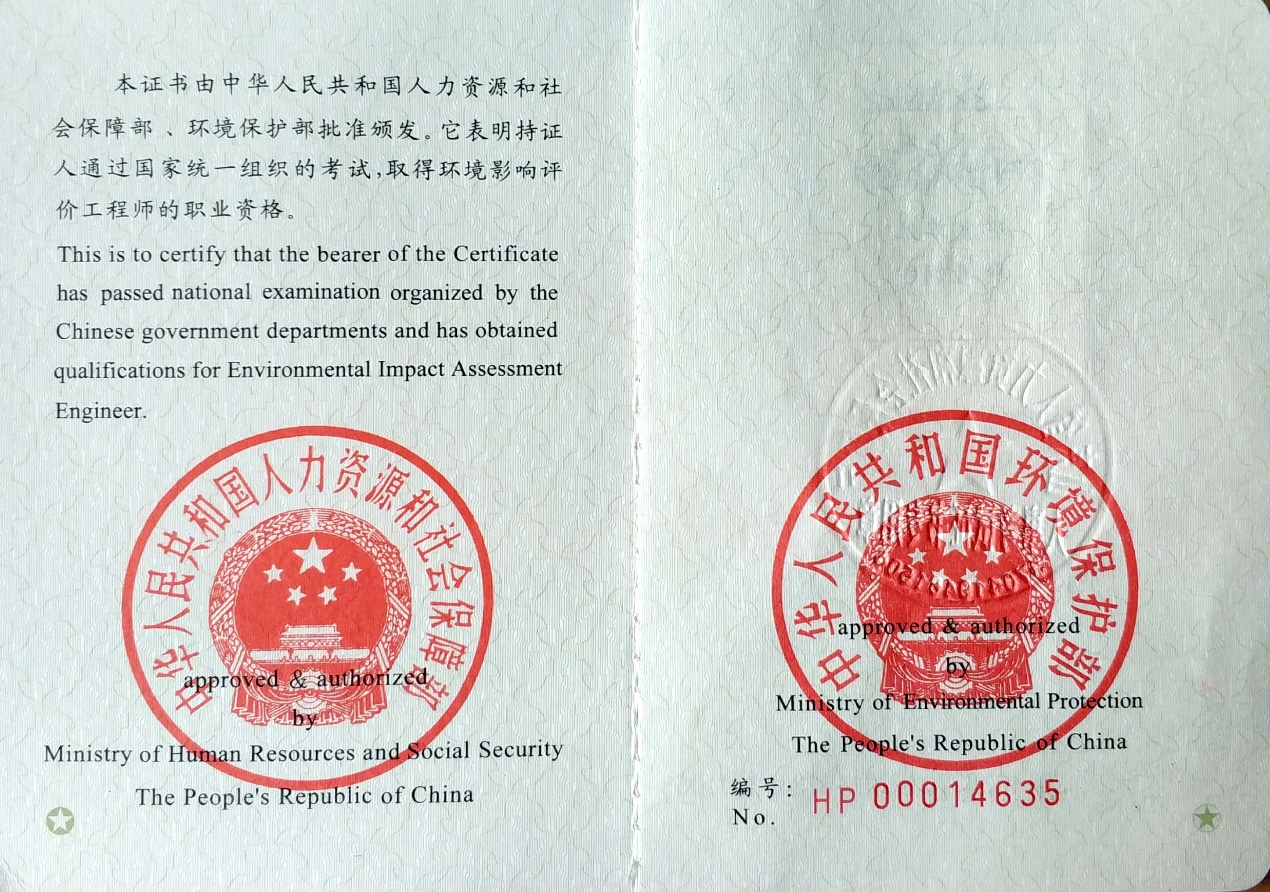 本证书由中华人民共和国人力资源和社
会保障部、环境保护部批准颁发。它表明持证
人通过国家统一组织的考试,取得环境影响评
价工程师的职业资格。
This is to certify that the bearer of the Certificate
has passed national examination organized by the
Chinese government departments and has obtained
qualifications for Environmental Impact Assessment
Engineer.
中华人民共和国人力资源和社会保障部
approved & authorized
by
Ministry of Human Resources and Social Security
The People's Republic of China
中华人民共和国环境保护部
approved & authorized
by
Ministry of Environmental Protection
The People's Republic of China
编号: HP 00014635
No.